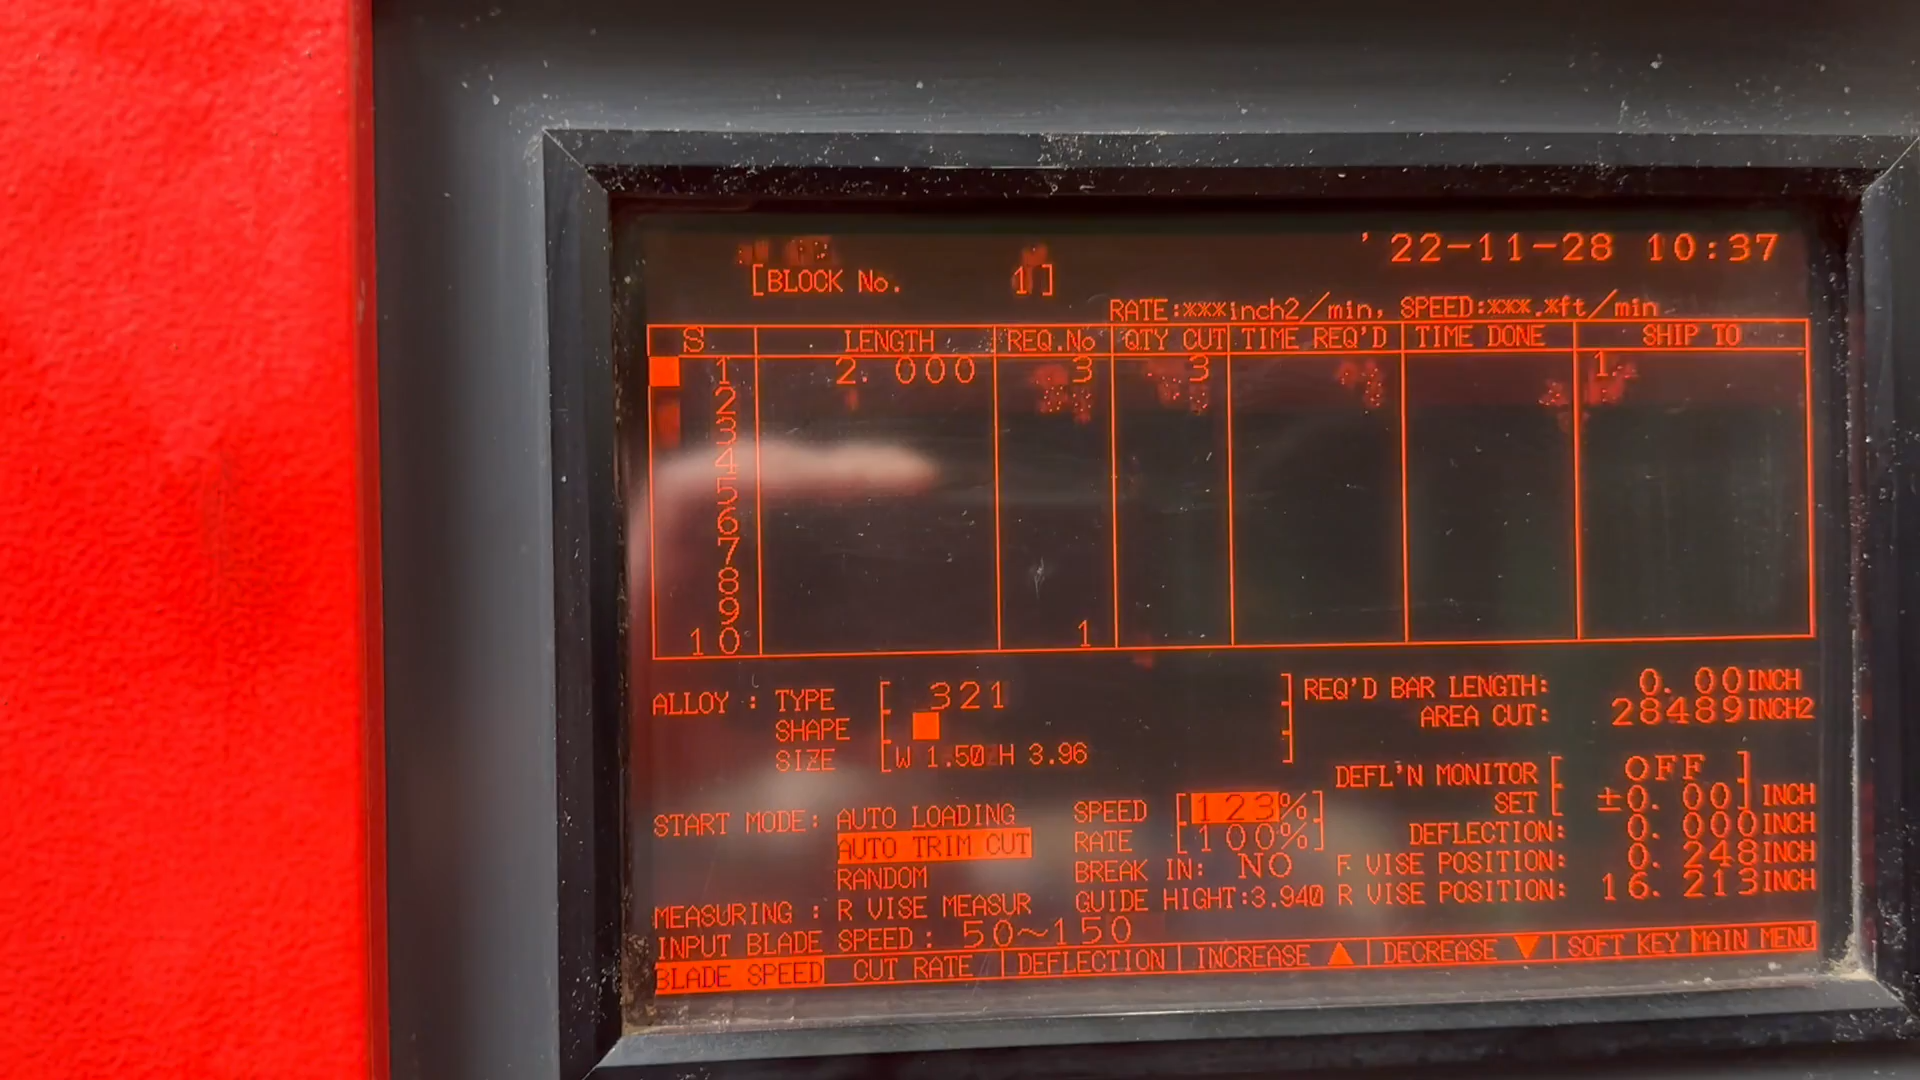 '22-11-28 10:37
[BLOCK No. 1]
RATE:***inch2/min, SPEED:***.*ft/min
S LENGTH REQ.No QTY CUT TIME REQ'D TIME DONE SHIP TO
1 2.000 3 3 1
2
3
4
5
6
7
8
9
10 1
ALLOY : TYPE [ 321 ] REQ'D BAR LENGTH: 0.00INCH
SHAPE AREA CUT: 28489INCH2
SIZE [W 1.50 H 3.96 ]
DEFL'N MONITOR [ OFF ]
SET [ ±0.00] INCH
START MODE: AUTO LOADING SPEED [123%] DEFLECTION: 0.000INCH
AUTO TRIM CUT RATE [100%] F VISE POSITION: 0.248INCH
RANDOM BREAK IN: NO R VISE POSITION: 16.213INCH
MEASURING : R VISE MEASUR GUIDE HIGHT:3.940
INPUT BLADE SPEED: 50~150
BLADE SPEED CUT RATE DEFLECTION INCREASE ▲ DECREASE ▼ SOFT KEY MAIN MENU